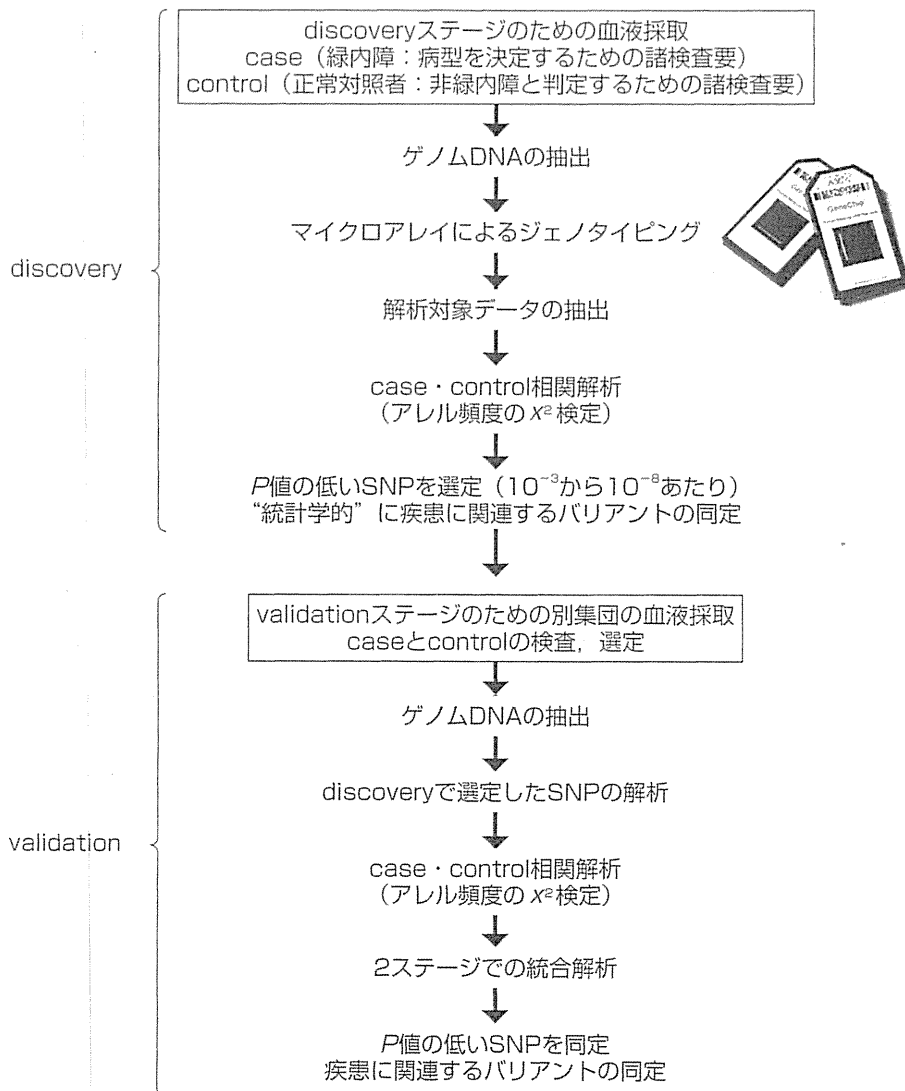 discoveryステージのための血液採取
case（緑内障：病型を決定するための諸検査要）
control（正常対照者：非緑内障と判定するための諸検査要）
ゲノムDNAの抽出
マイクロアレイによるジェノタイピング
GeneChip
discovery
解析対象データの抽出
case・control相関解析
（アレル頻度のχ²検定）
P値の低いSNPを選定（10⁻³から10⁻⁸あたり）
“統計学的”に疾患に関連するバリアントの同定
validationステージのための別集団の血液採取
caseとcontrolの検査，選定
ゲノムDNAの抽出
discoveryで選定したSNPの解析
validation
case・control相関解析
（アレル頻度のχ²検定）
2ステージでの統合解析
P値の低いSNPを同定
疾患に関連するバリアントの同定